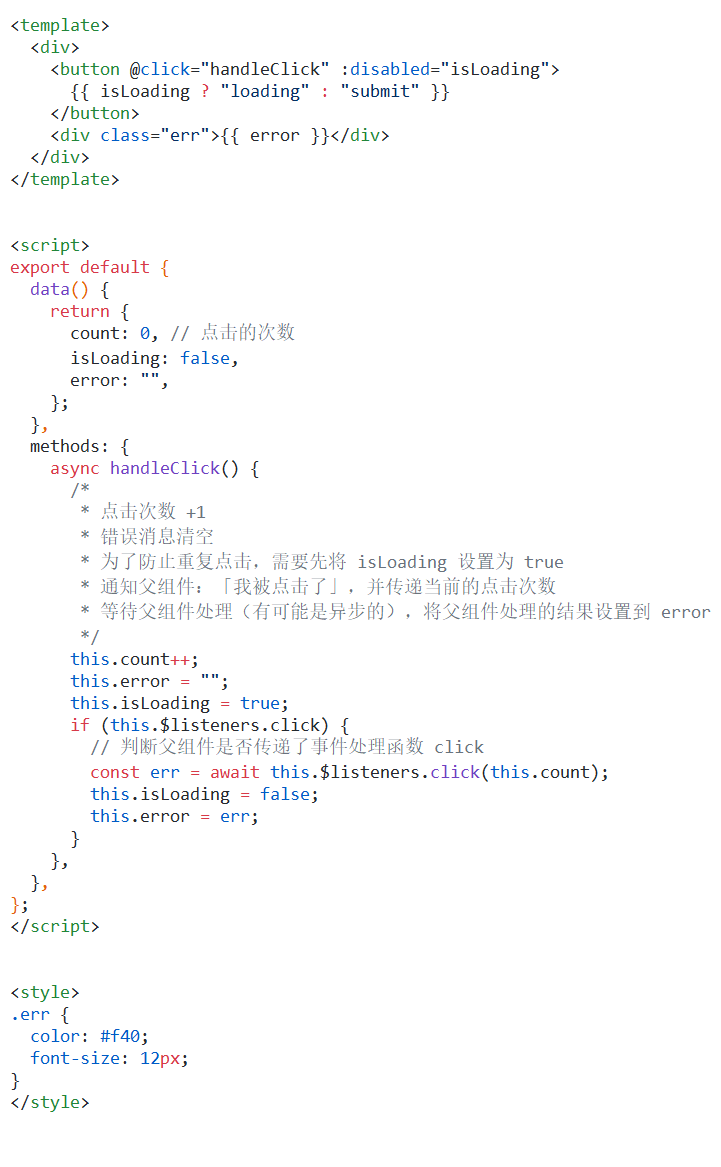 <template>
  <div>
    <button @click="handleClick" :disabled="isLoading">
      {{ isLoading ? "loading" : "submit" }}
    </button>
    <div class="err">{{ error }}</div>
  </div>
</template>
<script>
export default {
  data() {
    return {
      count: 0, // 点击的次数
      isLoading: false,
      error: "",
    };
  },
  methods: {
    async handleClick() {
      /*
       * 点击次数 +1
       * 错误消息清空
       * 为了防止重复点击，需要先将 isLoading 设置为 true
       * 通知父组件：「我被点击了」，并传递当前的点击次数
       * 等待父组件处理（有可能是异步的），将父组件处理的结果设置到 error
       */
      this.count++;
      this.error = "";
      this.isLoading = true;
      if (this.$listeners.click) {
        // 判断父组件是否传递了事件处理函数 click
        const err = await this.$listeners.click(this.count);
        this.isLoading = false;
        this.error = err;
      }
    },
  },
};
</script>
<style>
.err {
  color: #f40;
  font-size: 12px;
}
</style>